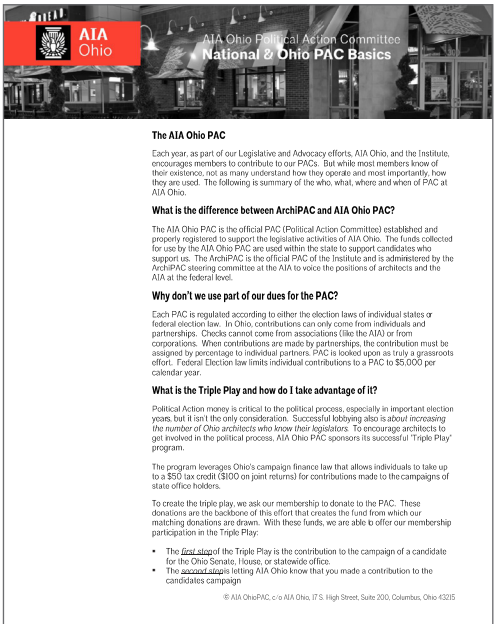 AIA
Ohio
AIA Ohio Political Action Committee
National & Ohio PAC Basics
The AIA Ohio PAC
Each year, as part of our Legislative and Advocacy efforts, AIA Ohio, and the Institute,
encourages members to contribute to our PACs.  But while most members know of
their existence, not as many understand how they operate and most importantly, how
they are used.  The following is summary of the who, what, where and when of PAC at
AIA Ohio.
What is the difference between ArchiPAC and AIA Ohio PAC?
The AIA Ohio PAC is the official PAC (Political Action Committee) established and
properly registered to support the legislative activities of AIA Ohio.  The funds collected
for use by the AIA Ohio PAC are used within the state to support candidates who
support us.  The ArchiPAC is the official PAC of the Institute and is administered by the
ArchiPAC steering committee at the AIA to voice the positions of architects and the
AIA at the federal level.
Why don't we use part of our dues for the PAC?
Each PAC is regulated according to either the election laws of individual states or
federal election law.  In Ohio, contributions can only come from individuals and
partnerships.  Checks cannot come from associations (like the AIA) or from
corporations.  When contributions are made by partnerships, the contribution must be
assigned by percentage to individual partners. PAC is looked upon as truly a grassroots
effort.  Federal Election law limits individual contributions to a PAC to $5,000 per
calendar year.
What is the Triple Play and how do I take advantage of it?
Political Action money is critical to the political process, especially in important election
years, but it isn't the only consideration.  Successful lobbying also is about increasing
the number of Ohio architects who know their legislators.  To encourage architects to
get involved in the political process, AIA Ohio PAC sponsors its successful "Triple Play"
program.
The program leverages Ohio's campaign finance law that allows individuals to take up
to a $50 tax credit ($100 on joint returns) for contributions made to the campaigns of
state office holders.
To create the triple play, we ask our membership to donate to the PAC.  These
donations are the backbone of this effort that creates the fund from which our
matching donations are drawn.  With these funds, we are able to offer our membership
participation in the Triple Play:
▪ The first step of the Triple Play is the contribution to the campaign of a candidate
for the Ohio Senate, House, or statewide office.
▪ The second step is letting AIA Ohio know that you made a contribution to the
candidates campaign
© AIA OhioPAC, c/o AIA Ohio, 17 S. High Street, Suite 200, Columbus, Ohio 43215